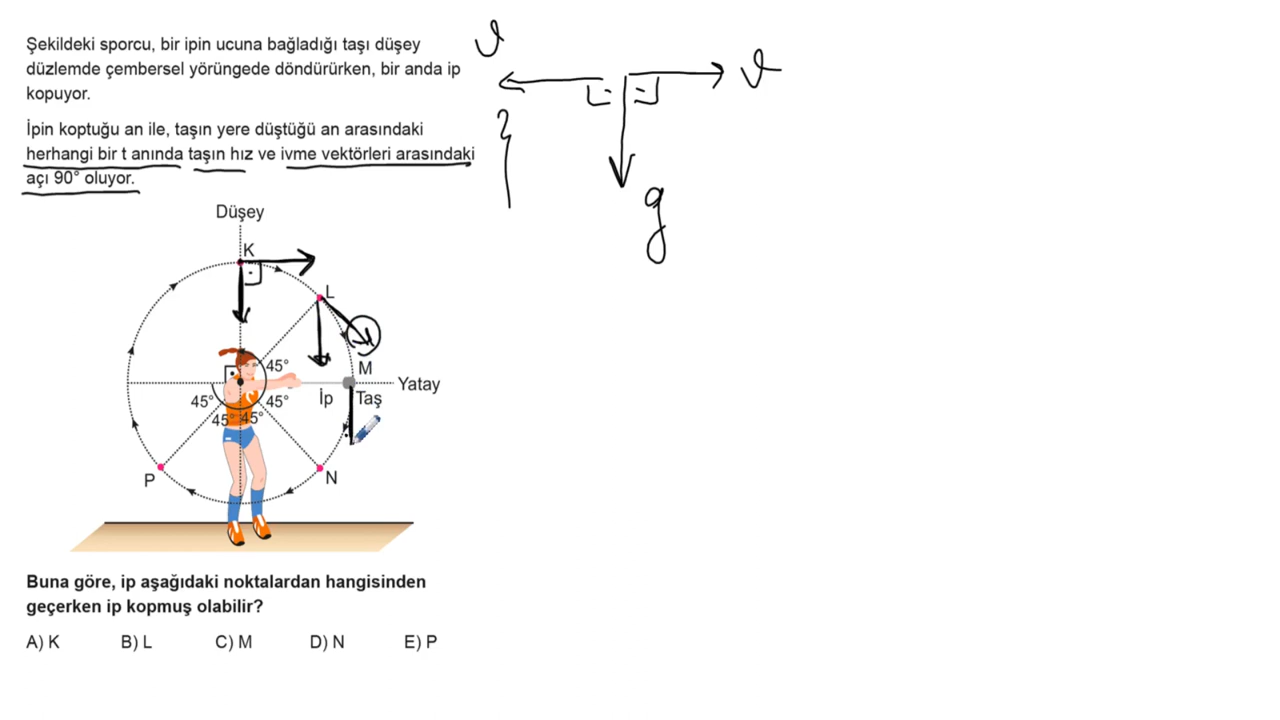 Şekildeki sporcu, bir ipin ucuna bağladığı taşı düşey
düzlemde çembersel yörüngede döndürürken, bir anda ip
kopuyor.
İpin koptuğu an ile, taşın yere düştüğü an arasındaki
herhangi bir t anında taşın hız ve ivme vektörleri arasındaki
açı 90° oluyor.
Düşey
K
L
45°
M
Yatay
45°
45°
İp
Taş
45°
45°
P
N
Buna göre, ip aşağıdaki noktalardan hangisinden
geçerken ip kopmuş olabilir?
A) K B) L C) M D) N E) P
ϑ
ϑ
g